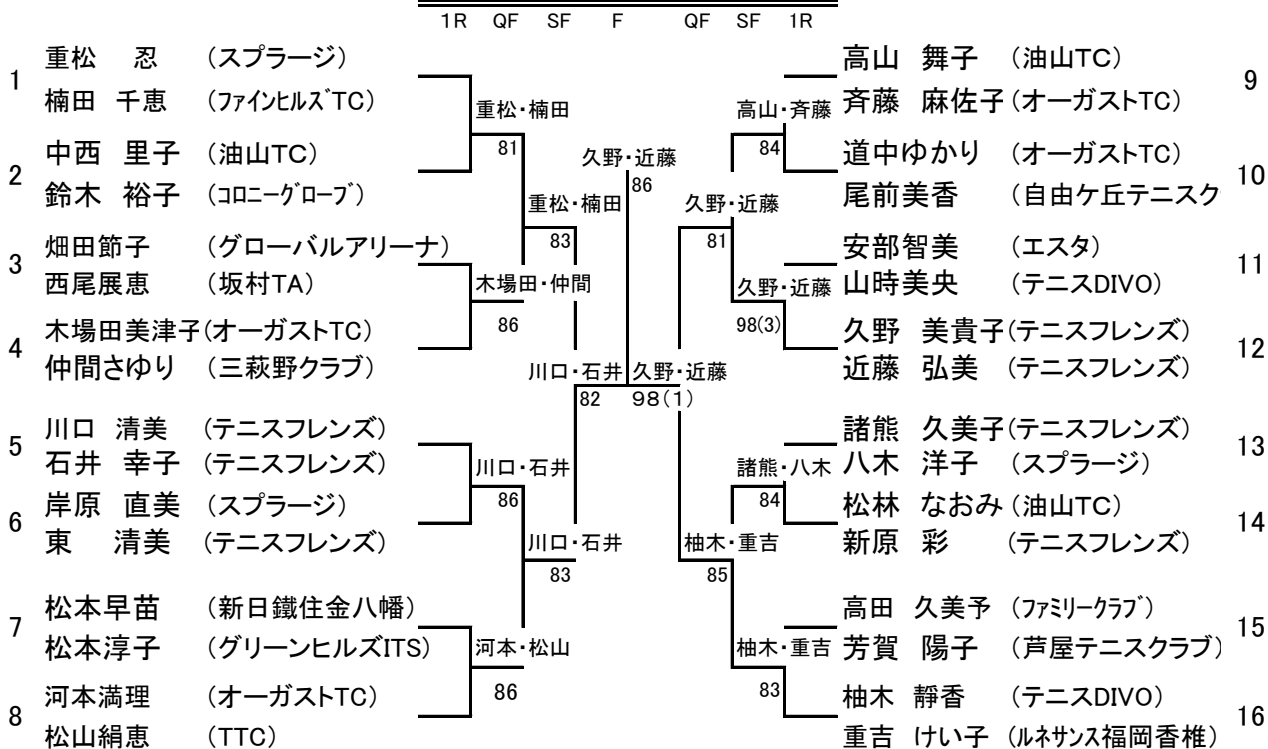 1R QF SF F QF SF 1R
1 重松 忍 (スプラージ)
楠田 千恵 (ファインヒルズTC)
2 中西 里子 (油山TC)
鈴木 裕子 (コロニーグローブ)
3 畑田節子 (グローバルアリーナ)
西尾展恵 (坂村TA)
4 木場田美津子(オーガストTC)
仲間さゆり (三萩野クラブ)
5 川口 清美 (テニスフレンズ)
石井 幸子 (テニスフレンズ)
6 岸原 直美 (スプラージ)
東 清美 (テニスフレンズ)
7 松本早苗 (新日鐵住金八幡)
松本淳子 (グリーンヒルズITS)
8 河本満理 (オーガストTC)
松山絹恵 (TTC)
重松・楠田
81
木場田・仲間
86
川口・石井
86
河本・松山
86
重松・楠田
83
川口・石井
83
川口・石井
82
久野・近藤
86
久野・近藤
98(1)
久野・近藤
81
柚木・重吉
85
高山・斉藤
84
久野・近藤
98(3)
諸熊・八木
84
柚木・重吉
83
高山 舞子 (油山TC) 9
斉藤 麻佐子(オーガストTC)
道中ゆかり (オーガストTC) 10
尾前美香 (自由ケ丘テニスク
安部智美 (エスタ) 11
山時美央 (テニスDIVO)
久野 美貴子(テニスフレンズ) 12
近藤 弘美 (テニスフレンズ)
諸熊 久美子(テニスフレンズ) 13
八木 洋子 (スプラージ)
松林 なおみ(油山TC) 14
新原 彩 (テニスフレンズ)
高田 久美予 (ファミリークラブ) 15
芳賀 陽子 (芦屋テニスクラブ)
柚木 靜香 (テニスDIVO) 16
重吉 けい子 (ルネサンス福岡香椎)